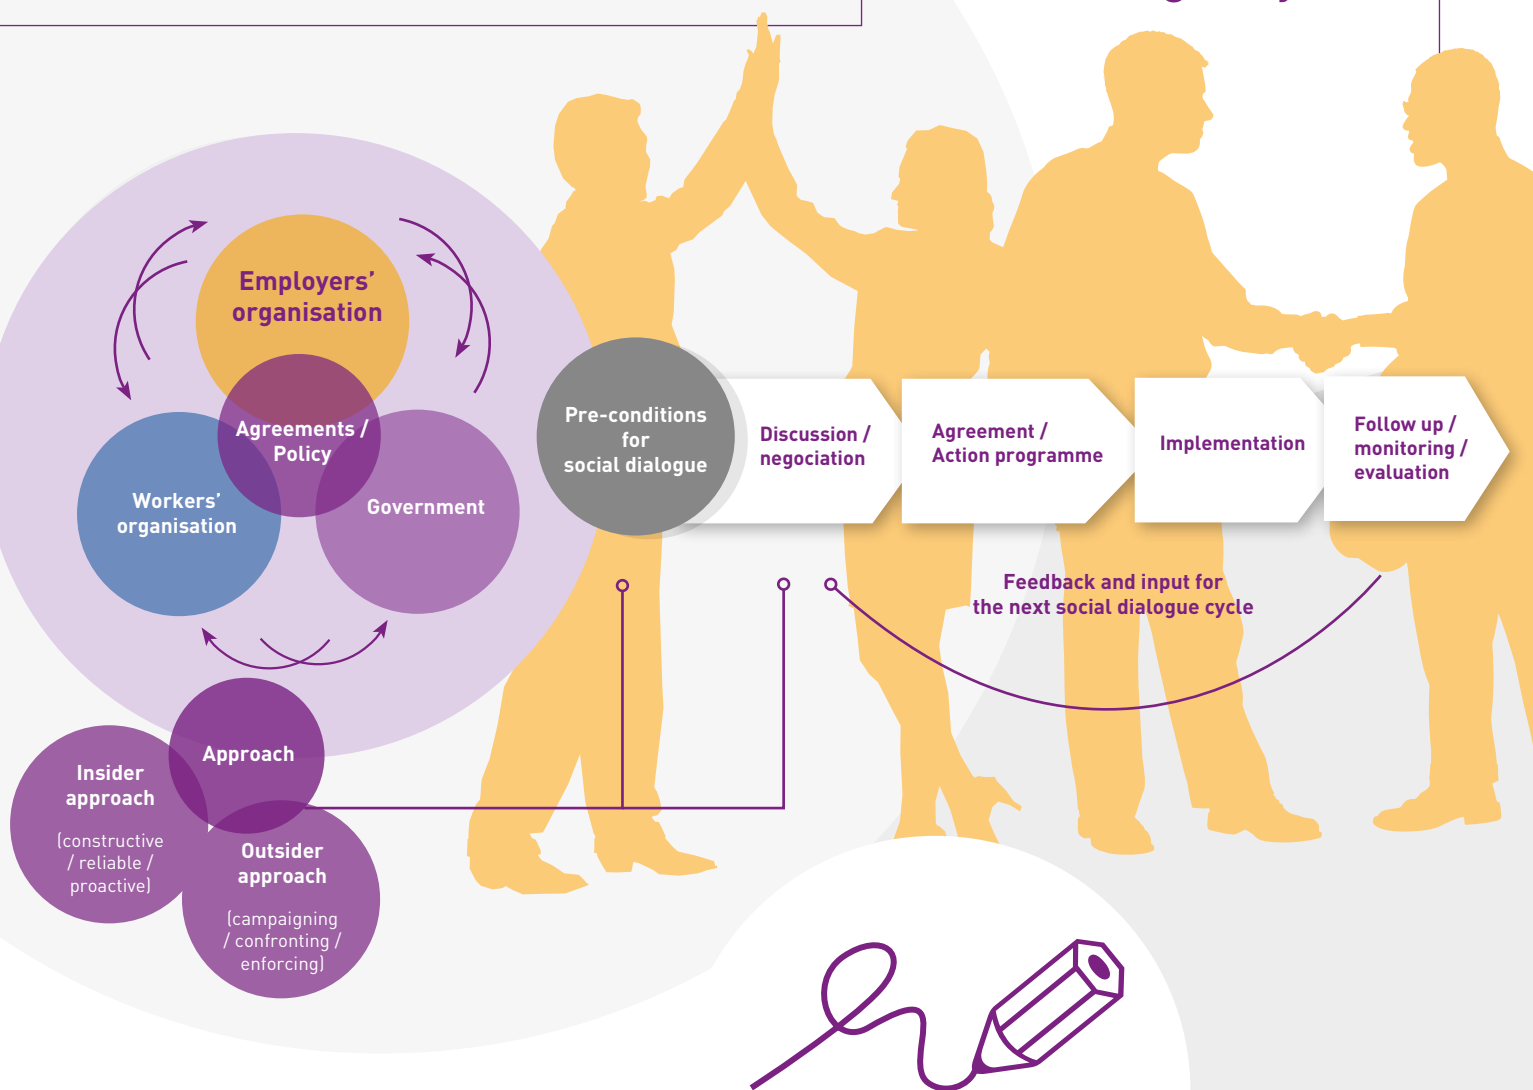 Employers’
organisation
Agreements /
Policy
Workers’
organisation
Government
Pre-conditions
for
social dialogue
Discussion /
negociation
Agreement /
Action programme
Implementation
Follow up /
monitoring /
evaluation
Feedback and input for
the next social dialogue cycle
Approach
Insider
approach
(constructive
/ reliable /
proactive)
Outsider
approach
(campaigning
/ confronting /
enforcing)